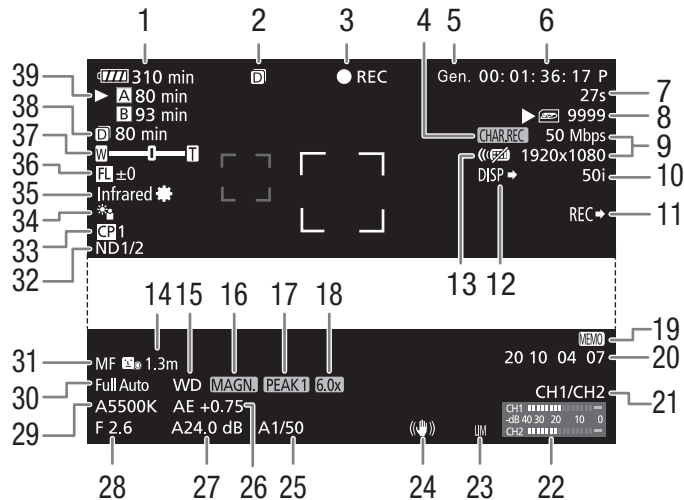 1 2 3 4 5 6
310 min REC Gen. 00: 01: 36: 17 P
39 A 80 min 27s 7
B 93 min 9999 8
38 D 80 min D CHAR.REC 50 Mbps 9
37 W T 1920x1080
36 FL ±0 DISP 50i 10
35 Infrared
34 REC 11
33 CP 1
32 ND1/2 13 12
14 15 16 17 18 MEMO 19
31 MF 1.3m 20 10 04 07 20
30 Full Auto WD MAGN. PEAK1 6.0x
29 A5500K AE +0.75 CH1/CH2 21
CH1
-dB 40 30 20 10 0
CH2
F 2.6 A24.0 dB A1/50 LIM
28 27 26 25 24 23 22